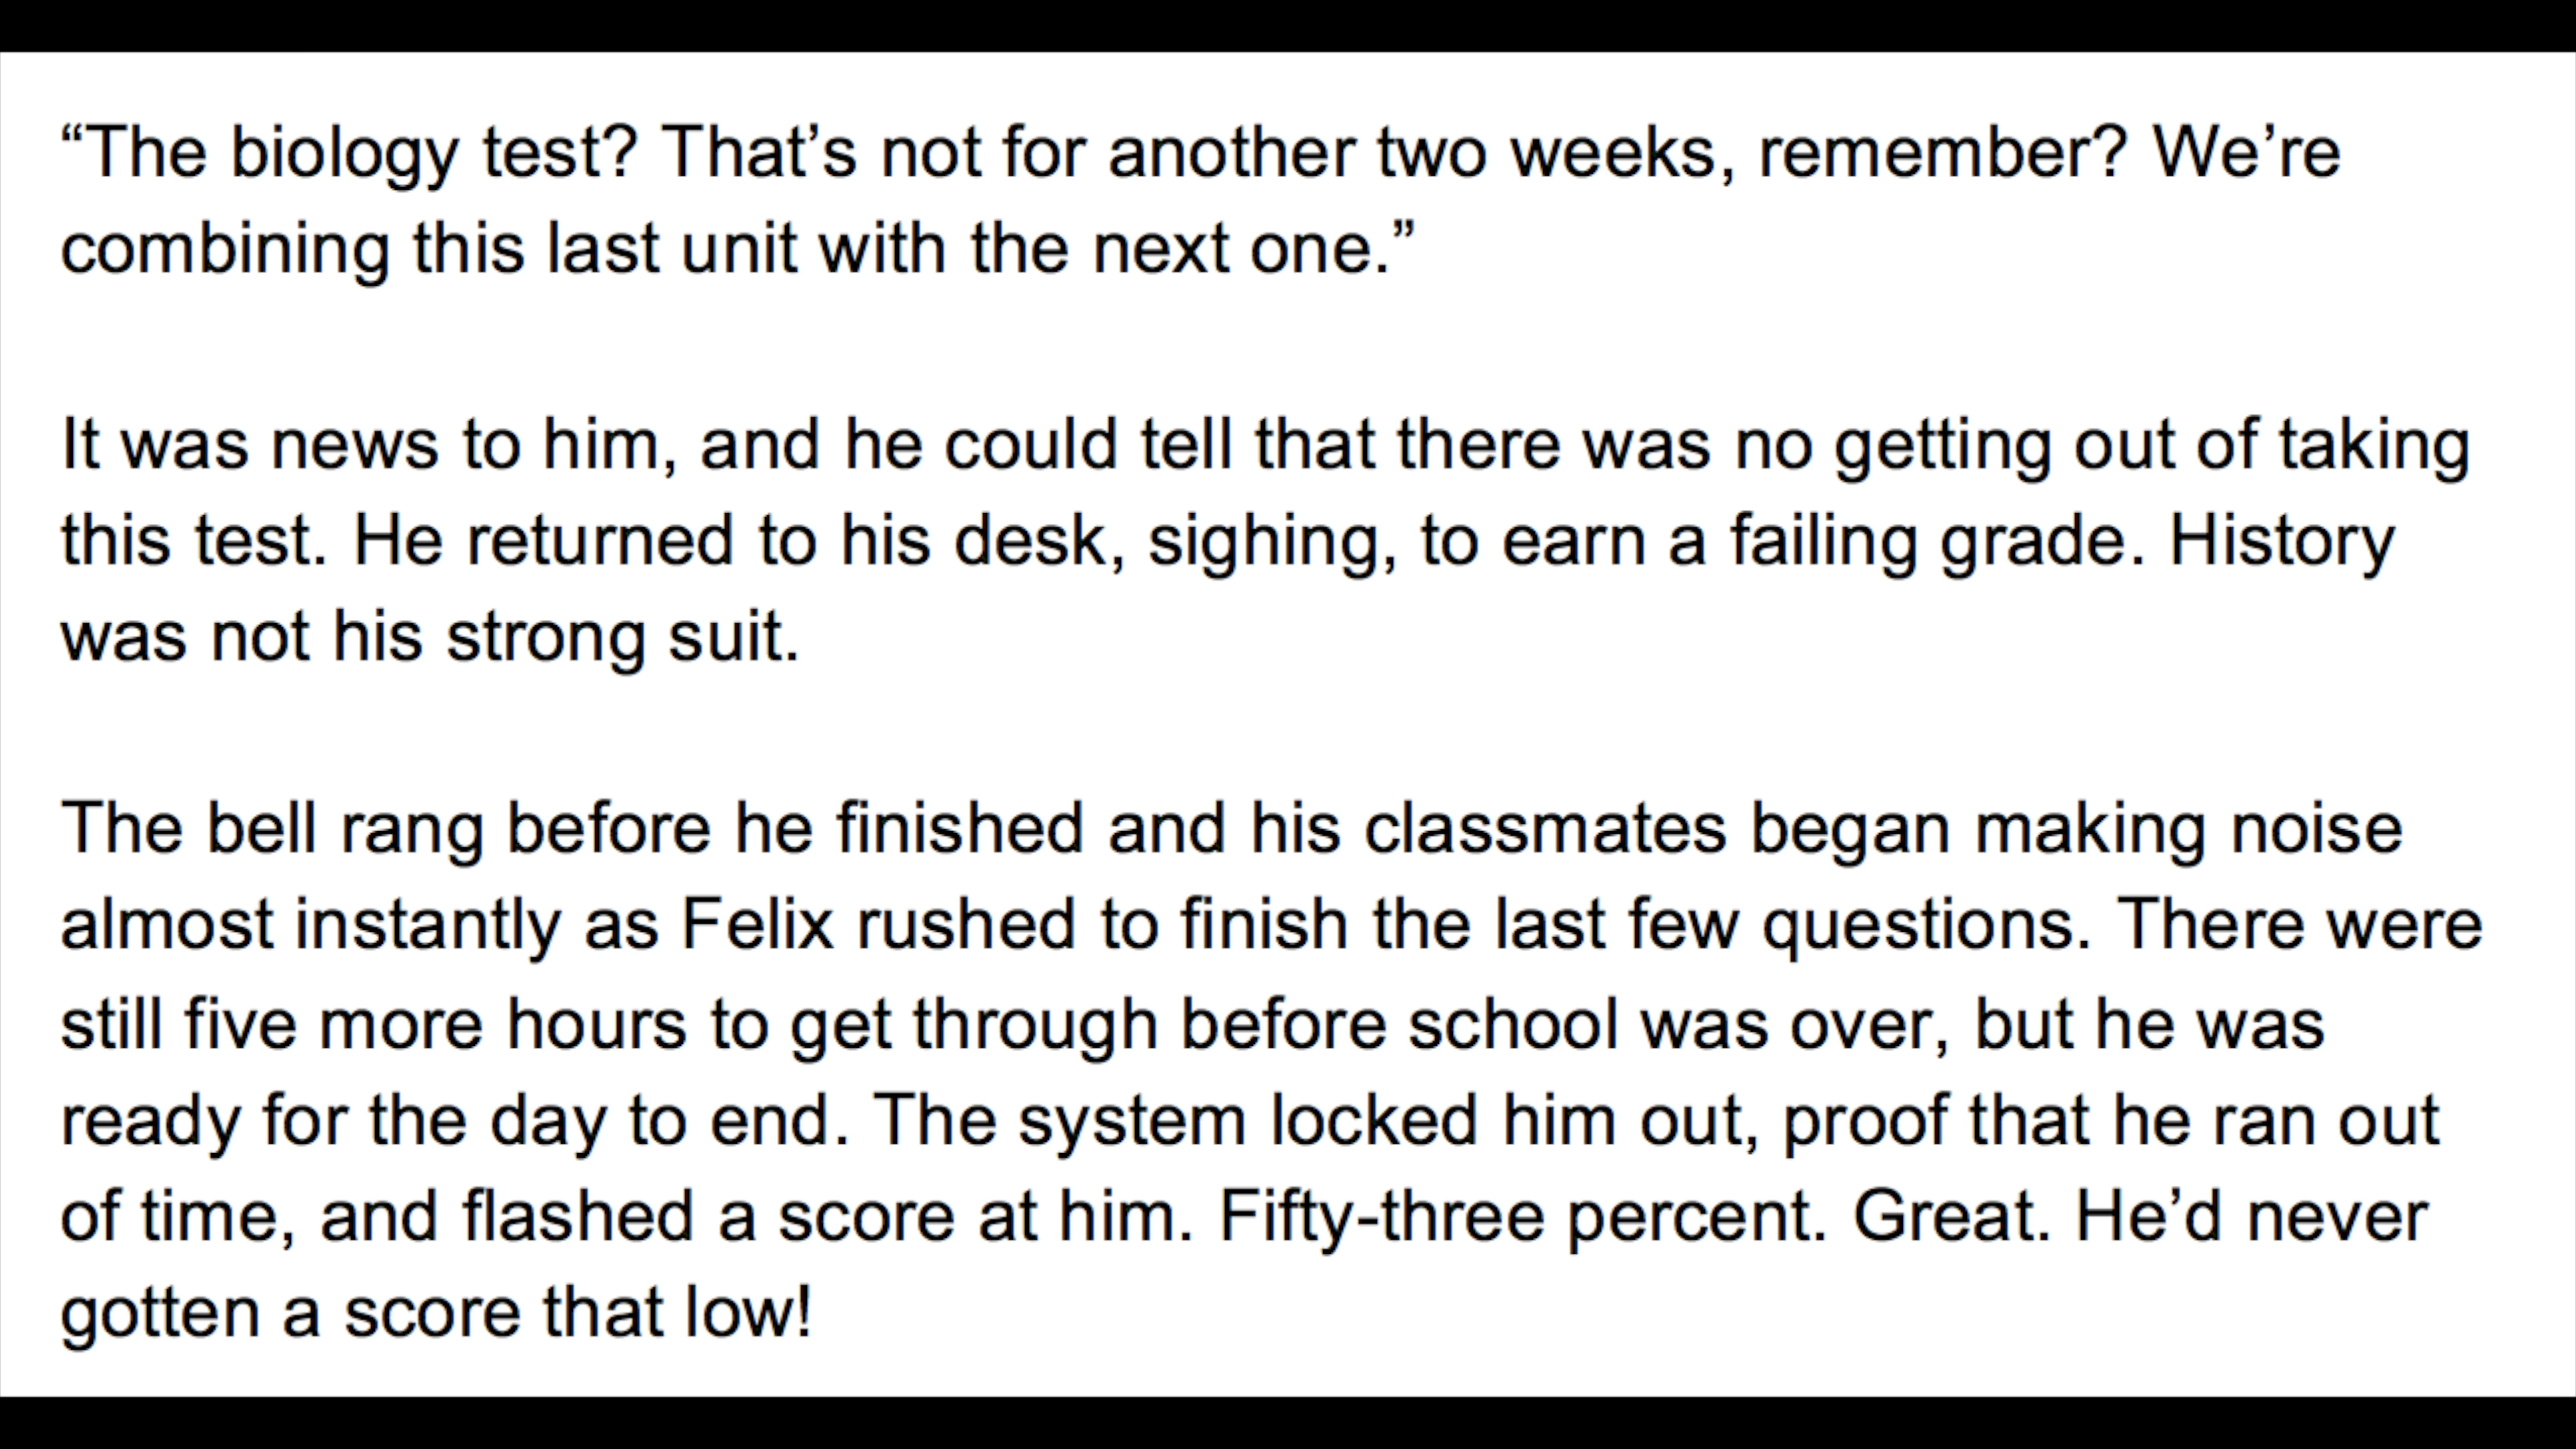 “The biology test? That’s not for another two weeks, remember? We’re
combining this last unit with the next one.”
It was news to him, and he could tell that there was no getting out of taking
this test. He returned to his desk, sighing, to earn a failing grade. History
was not his strong suit.
The bell rang before he finished and his classmates began making noise
almost instantly as Felix rushed to finish the last few questions. There were
still five more hours to get through before school was over, but he was
ready for the day to end. The system locked him out, proof that he ran out
of time, and flashed a score at him. Fifty-three percent. Great. He’d never
gotten a score that low!